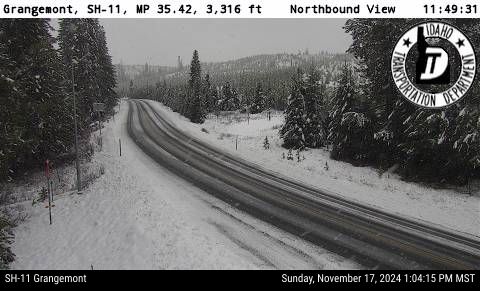 Grangemont, SH-11, MP 35.42, 3,316 ft Northbound View 11:49:31
IDAHO
TRANSPORTATION DEPARTMENT
SH-11 Grangemont Sunday, November 17, 2024 1:04:15 PM MST